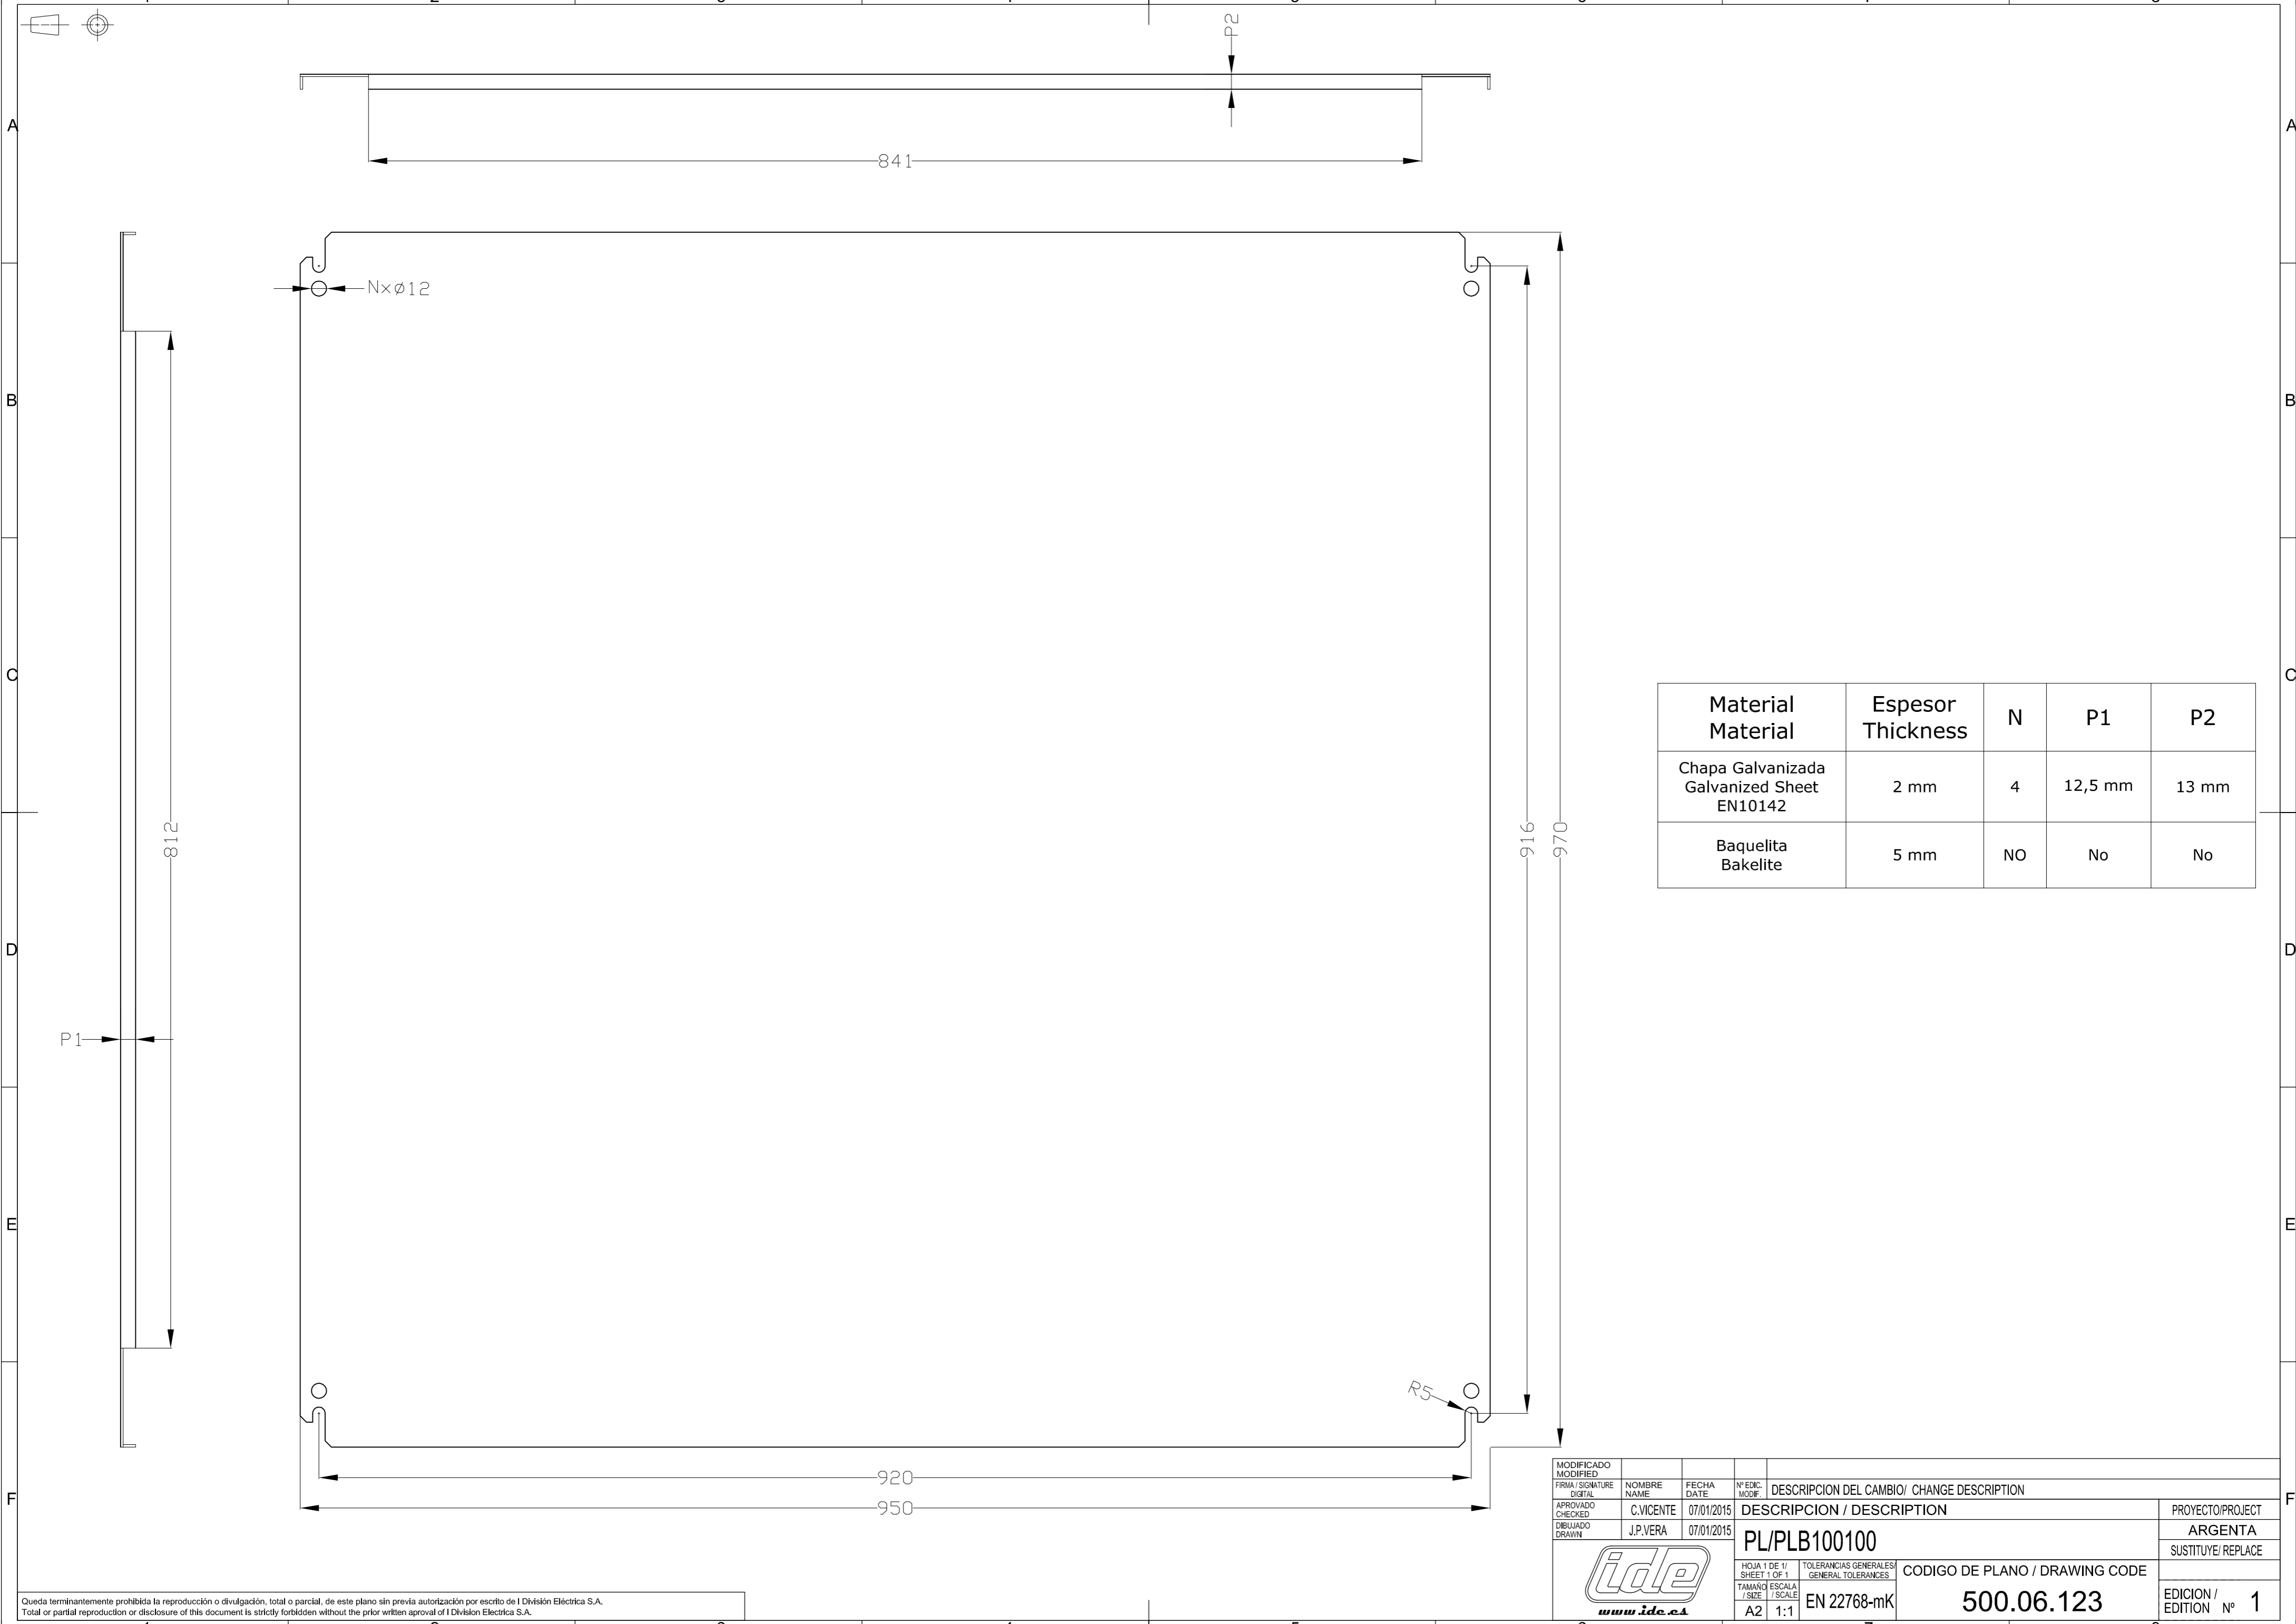 P2
841
A
A
N×ø12
B
B
C
C
812
916
970
Material
Material
Espesor
Thickness
N
P1
P2
Chapa Galvanizada
Galvanized Sheet
EN10142
2 mm
4
12,5 mm
13 mm
Baquelita
Bakelite
5 mm
NO
No
No
D
D
P1
E
E
R5
920
950
F
F
MODIFICADO
MODIFIED
FIRMA / SIGNATURE
DIGITAL
NOMBRE
NAME
FECHA
DATE
Nº EDIC.
MODIF.
DESCRIPCION DEL CAMBIO/ CHANGE DESCRIPTION
APROVADO
CHECKED
C.VICENTE
07/01/2015
DESCRIPCION / DESCRIPTION
PROYECTO/PROJECT
DIBUJADO
DRAWN
J.P.VERA
07/01/2015
PL/PLB100100
ARGENTA
SUSTITUYE/ REPLACE
ide
www.ide.es
HOJA 1 DE 1/
SHEET 1 OF 1
TOLERANCIAS GENERALES/
GENERAL TOLERANCES
CODIGO DE PLANO / DRAWING CODE
TAMAÑO
/ SIZE
ESCALA
/ SCALE
A2
1:1
EN 22768-mK
500.06.123
EDICION /
EDITION Nº 1
Queda terminantemente prohibida la reproducción o divulgación, total o parcial, de este plano sin previa autorización por escrito de I División Eléctrica S.A.
Total or partial reproduction or disclosure of this document is strictly forbidden without the prior written aproval of I Division Electrica S.A.